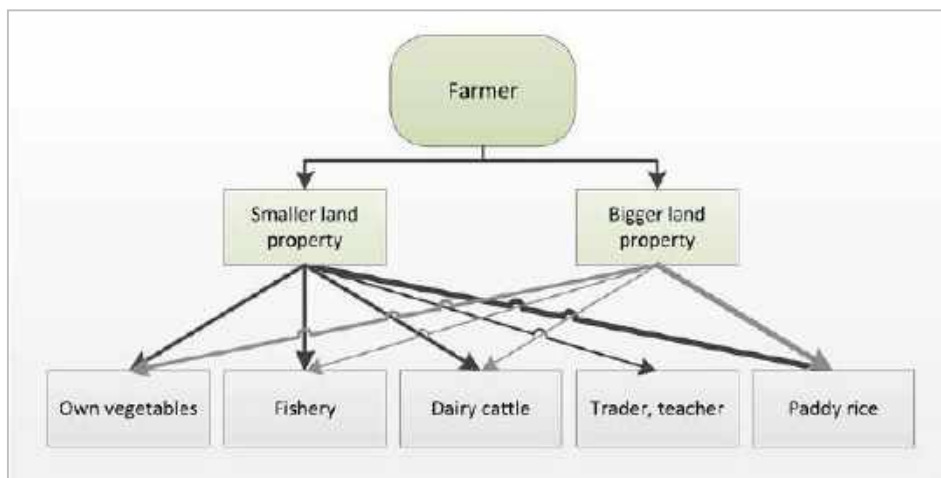 Farmer
Smaller land
property
Bigger land
property
Own vegetables
Fishery
Dairy cattle
Trader, teacher
Paddy rice